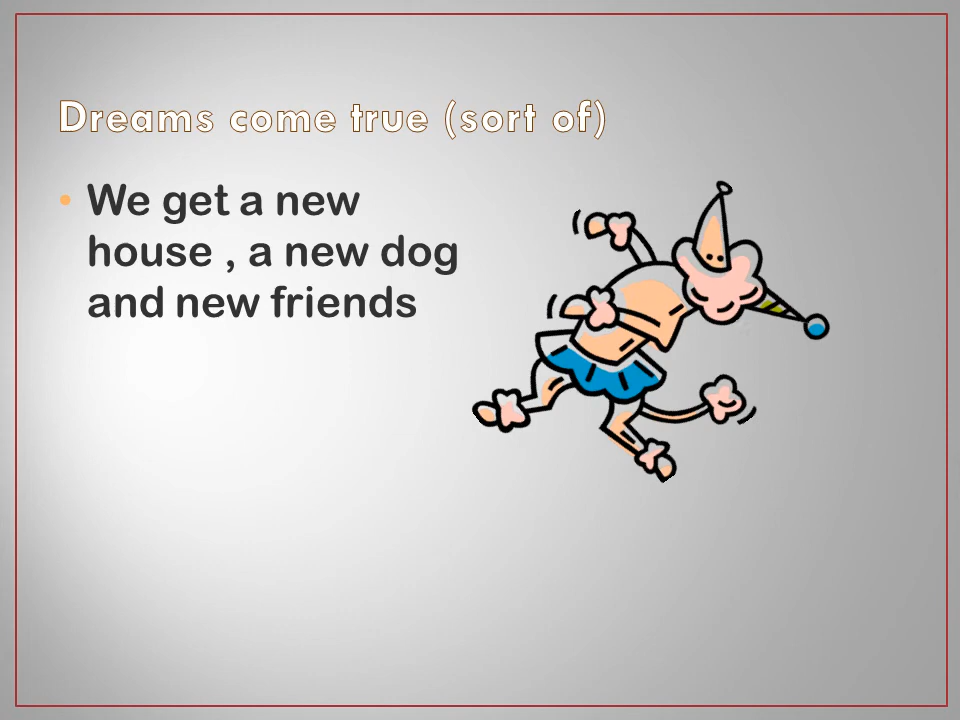 Dreams come true (sort of)
• We get a new
house , a new dog
and new friends